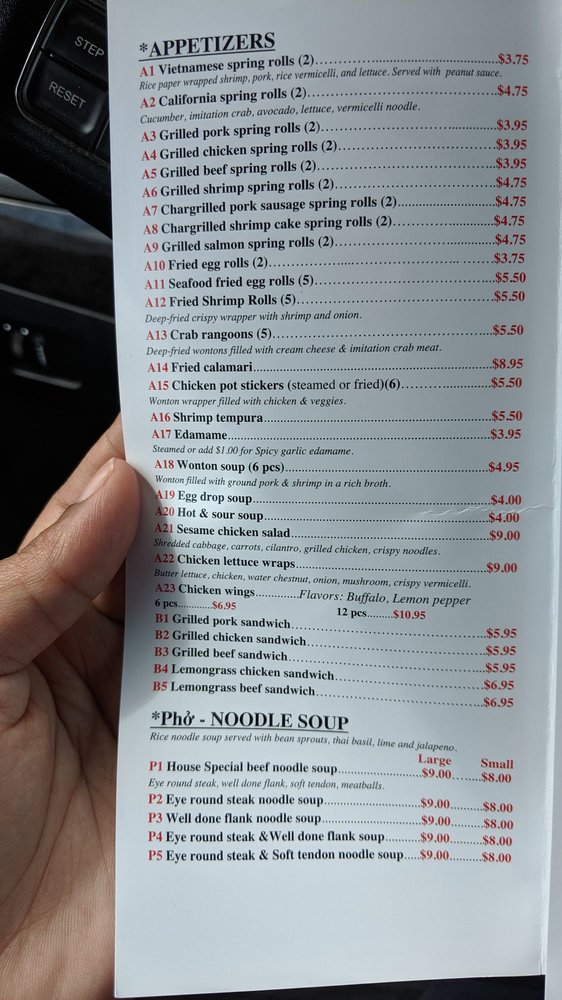 STEP
RESET
*APPETIZERS
A1 Vietnamese spring rolls (2)..................................................$3.75
Rice paper wrapped shrimp, pork, rice vermicelli, and lettuce. Served with peanut sauce.
A2 California spring rolls (2)..................................................$4.75
Cucumber, imitation crab, avocado, lettuce, vermicelli noodle.
A3 Grilled pork spring rolls (2)..................................................$3.95
A4 Grilled chicken spring rolls (2)..................................................$3.95
A5 Grilled beef spring rolls (2)..................................................$3.95
A6 Grilled shrimp spring rolls (2)..................................................$4.75
A7 Chargrilled pork sausage spring rolls (2)..............................$4.75
A8 Chargrilled shrimp cake spring rolls (2)..............................$4.75
A9 Grilled salmon spring rolls (2)..................................................$4.75
A10 Fried egg rolls (2)..................................................$3.75
A11 Seafood fried egg rolls (5)..................................................$5.50
A12 Fried Shrimp Rolls (5)..................................................$5.50
Deep-fried crispy wrapper with shrimp and onion.
A13 Crab rangoons (5)..................................................$5.50
Deep-fried wontons filled with cream cheese & imitation crab meat.
A14 Fried calamari..................................................$8.95
A15 Chicken pot stickers (steamed or fried)(6)..............................$5.50
Wonton wrapper filled with chicken & veggies.
A16 Shrimp tempura..................................................$5.50
A17 Edamame..................................................$3.95
Steamed or add $1.00 for Spicy garlic edamame.
A18 Wonton soup (6 pcs)..................................................$4.95
Wonton filled with ground pork & shrimp in a rich broth.
A19 Egg drop soup..................................................$4.00
A20 Hot & sour soup..................................................$4.00
A21 Sesame chicken salad..................................................$9.00
Shredded cabbage, carrots, cilantro, grilled chicken, crispy noodles.
A22 Chicken lettuce wraps..................................................$9.00
Butter lettuce, chicken, water chestnut, onion, mushroom, crispy vermicelli.
A23 Chicken wings............Flavors: Buffalo, Lemon pepper
6 pcs.............$6.95 12 pcs.........$10.95
B1 Grilled pork sandwich..................................................$5.95
B2 Grilled chicken sandwich..................................................$5.95
B3 Grilled beef sandwich..................................................$5.95
B4 Lemongrass chicken sandwich........................................$6.95
B5 Lemongrass beef sandwich........................................$6.95
*Phở - NOODLE SOUP
Rice noodle soup served with bean sprouts, thai basil, lime and jalapeno.
Large Small
P1 House Special beef noodle soup....................$9.00.........$8.00
Eye round steak, well done flank, soft tendon, meatballs.
P2 Eye round steak noodle soup.........................$9.00.........$8.00
P3 Well done flank noodle soup.........................$9.00.........$8.00
P4 Eye round steak &Well done flank soup.........$9.00.........$8.00
P5 Eye round steak & Soft tendon noodle soup.....$9.00.........$8.00